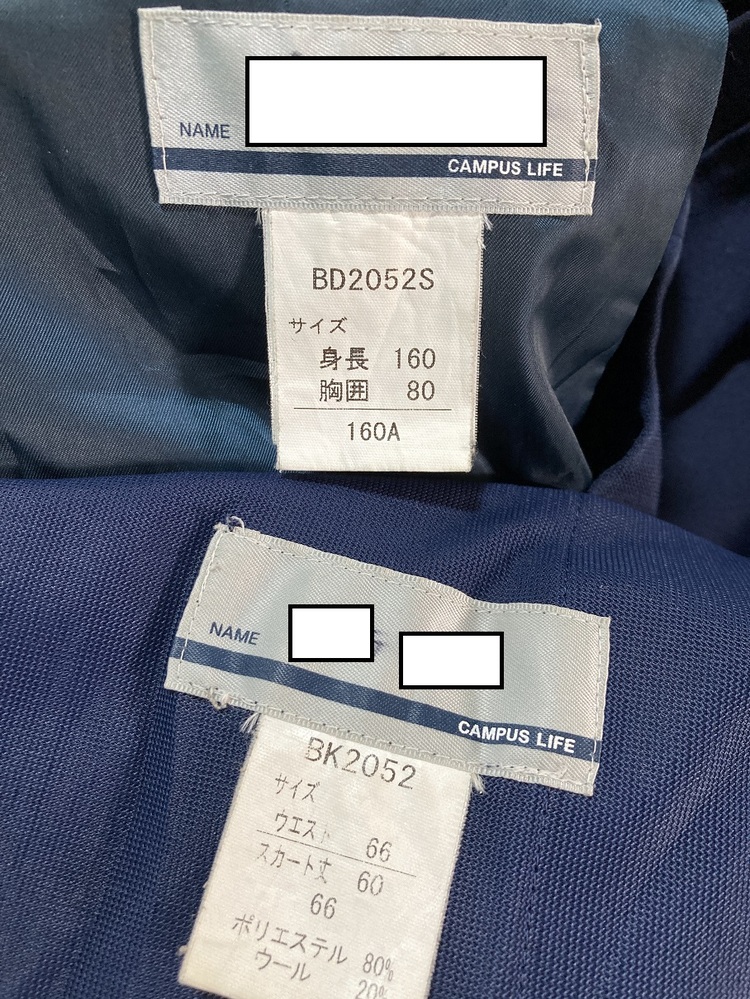 NAME
CAMPUS LIFE
BD2052S
サイズ
身長 160
胸囲 80
160A
NAME
CAMPUS LIFE
BK2052
サイズ
ウエスト 66
スカート丈 60
66
ポリエステル 80%
ウール 20%